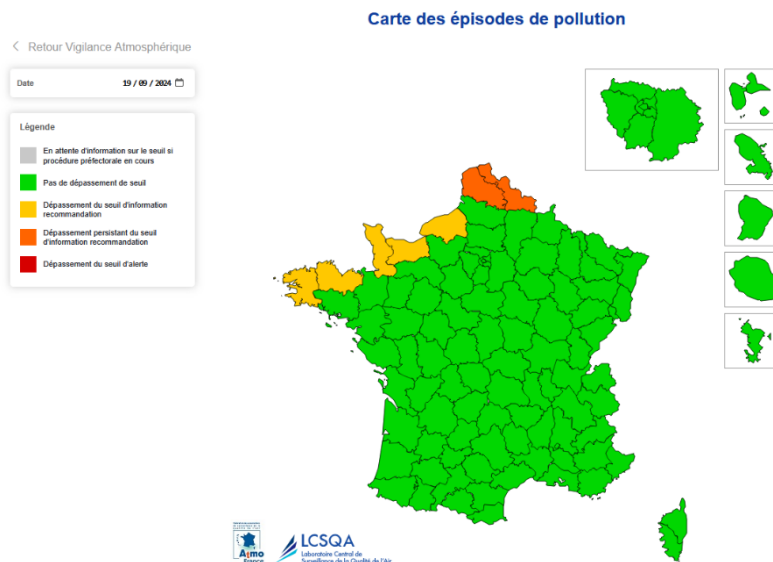 Carte des épisodes de pollution
< Retour Vigilance Atmosphérique
Date 19 / 09 / 2024
Légende
En attente d'information sur le seuil si
procédure préfectorale en cours
Pas de dépassement de seuil
Dépassement du seuil d'information
recommandation
Dépassement persistant du seuil
d'information recommandation
Dépassement du seuil d'alerte
Atmo
France
LCSQA
Laboratoire Central de
Surveillance de la Qualité de l'Air